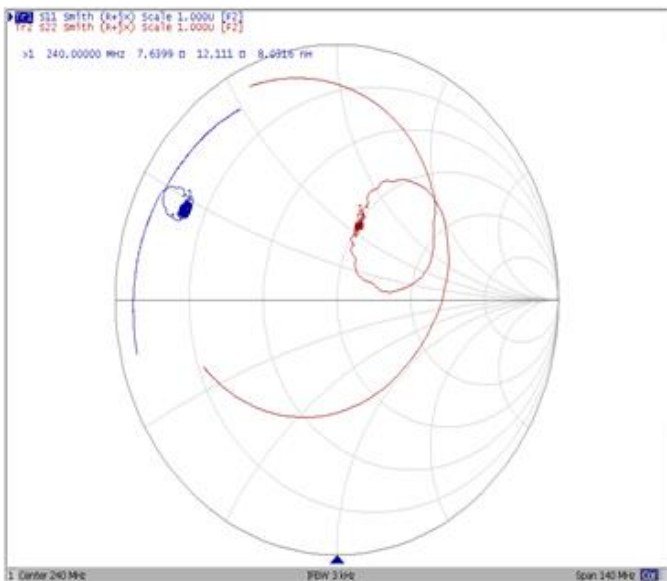 Tr1 S11 Smith (R+jX) Scale 1.000U [F2]
Tr2 S22 Smith (R+jX) Scale 1.000U [F2]
>1 240.00000 MHz 7.6399 Ω 12.111 Ω 8.0316 nH
1 Center 240 MHz IFBW 3 kHz Span 140 MHz Cor